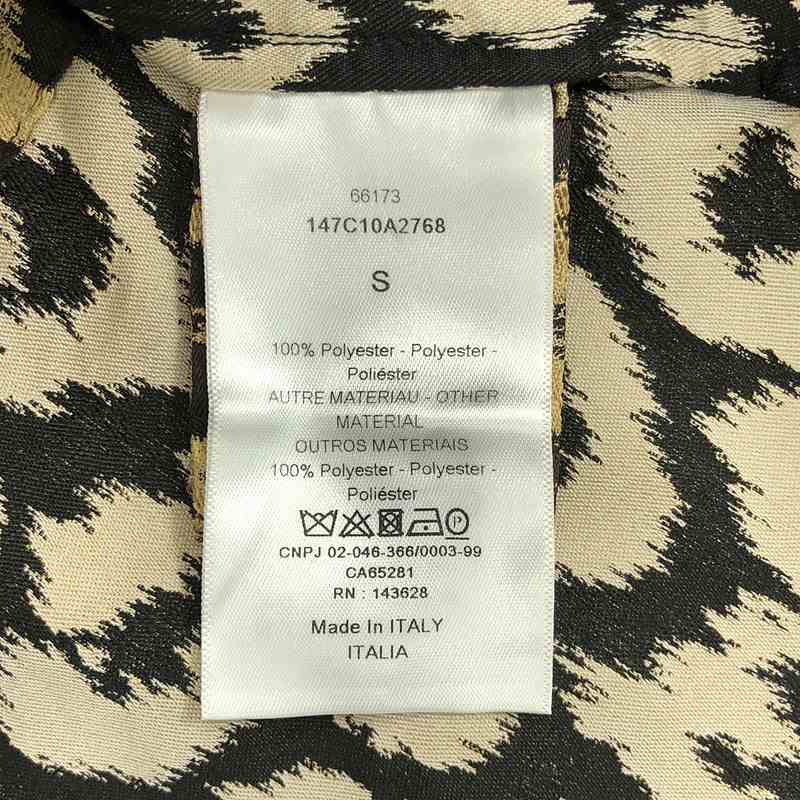 66173
147C10A2768
S
100% Polyester - Polyester -
Poliéster
AUTRE MATERIAU - OTHER
MATERIAL
OUTROS MATERIAIS
100% Polyester - Polyester -
Poliéster
P
CNPJ 02-046-366/0003-99
CA65281
RN : 143628
Made In ITALY
ITALIA